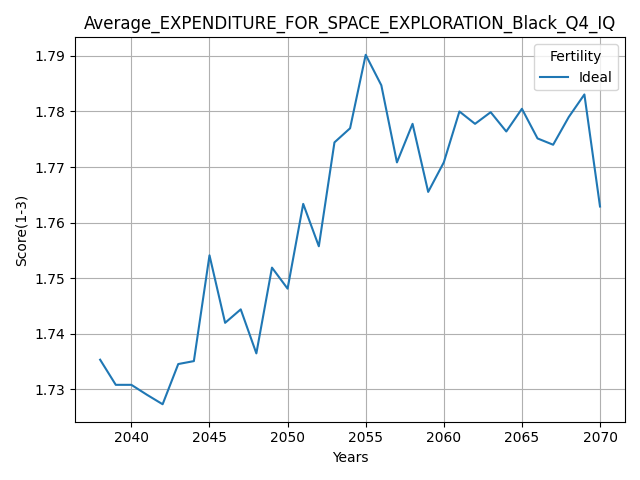 Average_EXPENDITURE_FOR_SPACE_EXPLORATION_Black_Q4_IQ
Fertility
Ideal
Score(1-3)
1.79
1.78
1.77
1.76
1.75
1.74
1.73
2040 2045 2050 2055 2060 2065 2070
Years